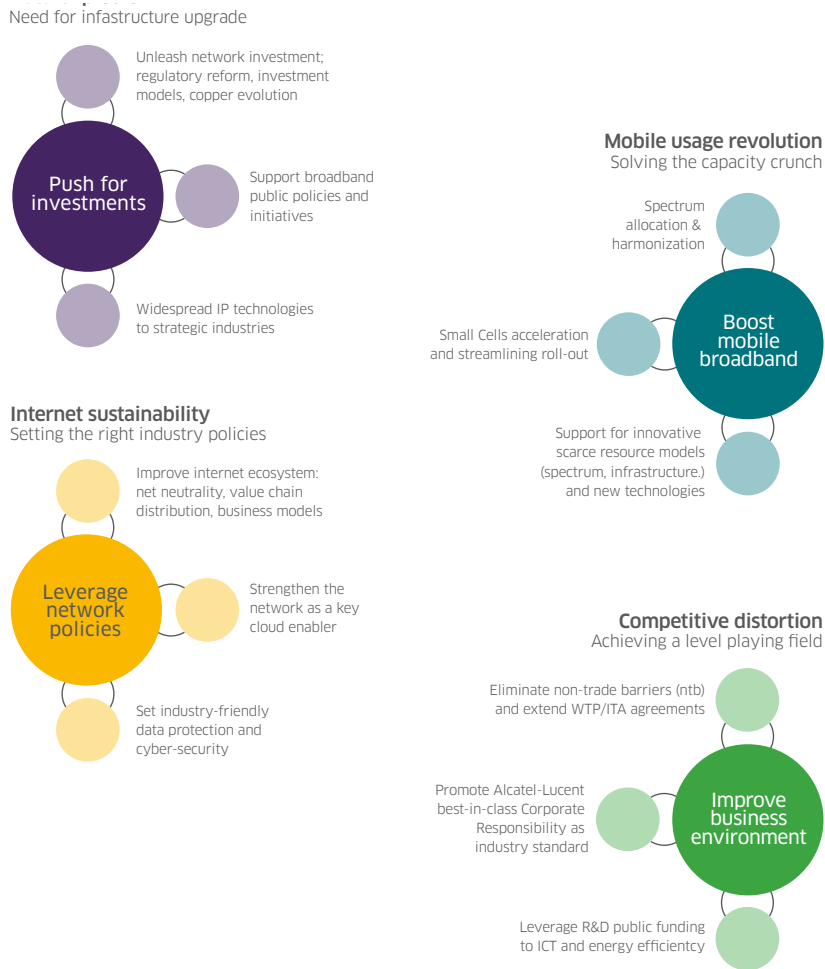 Need for infastructure upgrade
Unleash network investment;
regulatory reform, investment
models, copper evolution
Push for
investments
Support broadband
public policies and
initiatives
Widespread IP technologies
to strategic industries
Mobile usage revolution
Solving the capacity crunch
Spectrum
allocation &
harmonization
Small Cells acceleration
and streamlining roll-out
Boost
mobile
broadband
Support for innovative
scarce resource models
(spectrum, infrastructure.)
and new technologies
Internet sustainability
Setting the right industry policies
Improve internet ecosystem:
net neutrality, value chain
distribution, business models
Leverage
network
policies
Strengthen the
network as a key
cloud enabler
Set industry-friendly
data protection and
cyber-security
Competitive distortion
Achieving a level playing field
Eliminate non-trade barriers (ntb)
and extend WTP/ITA agreements
Promote Alcatel-Lucent
best-in-class Corporate
Responsibility as
industry standard
Improve
business
environment
Leverage R&D public funding
to ICT and energy efficientcy